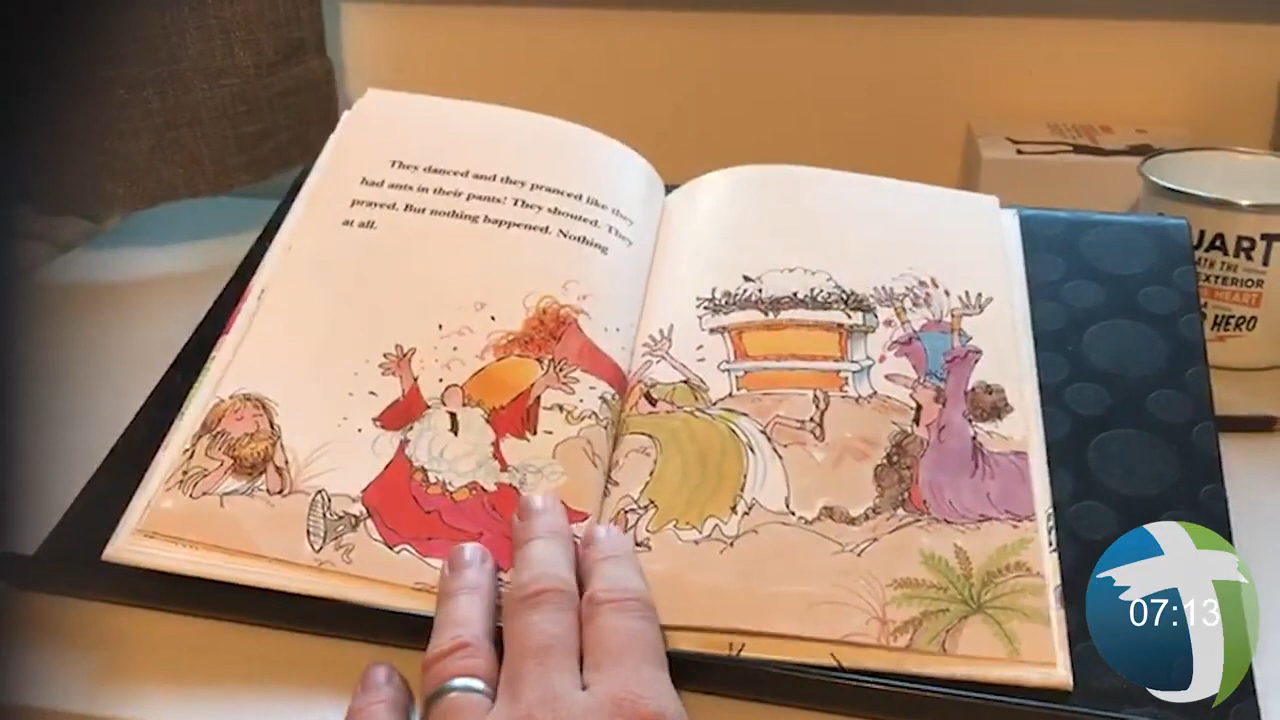 They danced and they pranced like they
had ants in their pants! They shouted. They
prayed. But nothing happened. Nothing
at all.
UART
THE
EXTERIOR
HEART
HERO
07:13